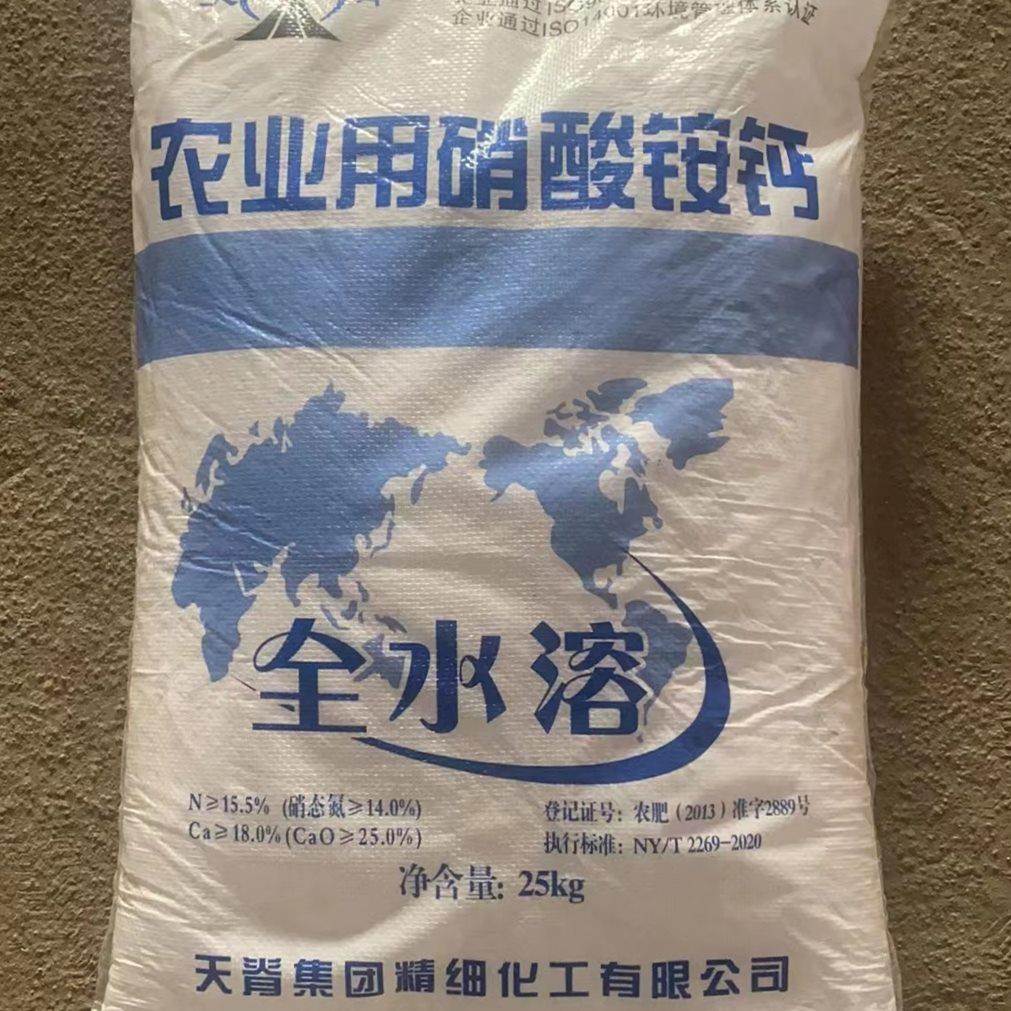 企业通过ISO14001环境管理体系认证
农业用硝酸铵钙
全水溶
N≥15.5% (硝态氮≥14.0%)
Ca≥18.0%(CaO≥25.0%)
登记证号：农肥（2013）准字2889号
执行标准：NY/T 2269-2020
净含量：25kg
天脊集团精细化工有限公司